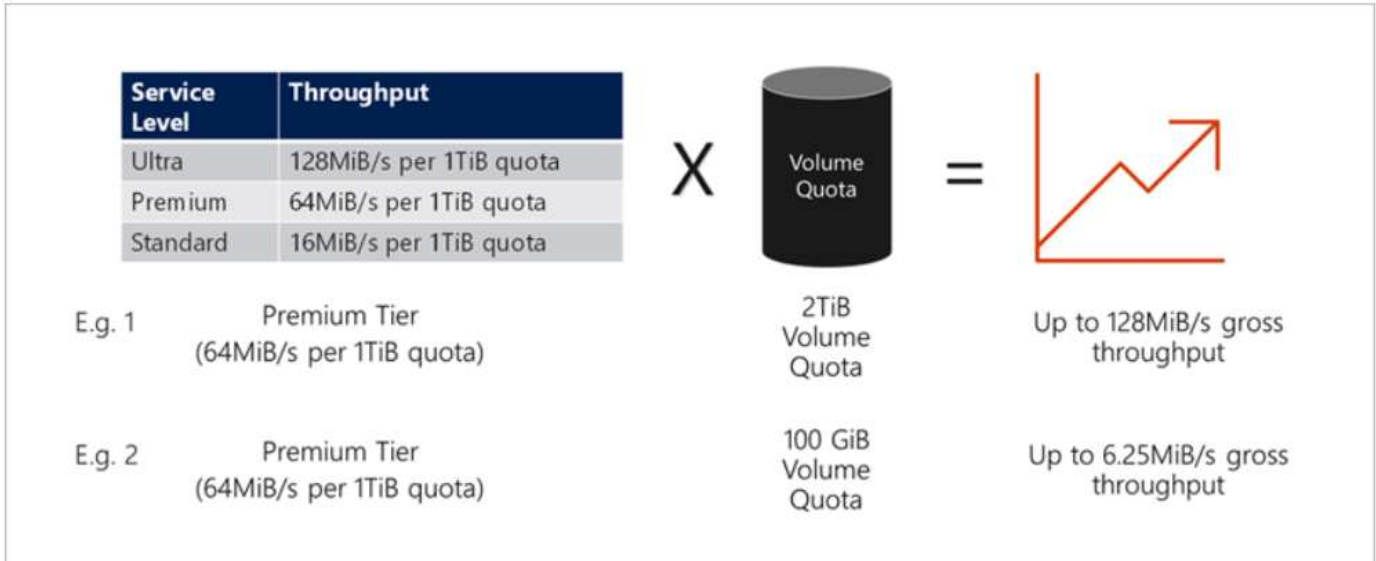 Service Level Throughput
Ultra 128MiB/s per 1TiB quota
Premium 64MiB/s per 1TiB quota
Standard 16MiB/s per 1TiB quota
X
Volume
Quota
=
E.g. 1
Premium Tier
(64MiB/s per 1TiB quota)
2TiB
Volume
Quota
Up to 128MiB/s gross
throughput
E.g. 2
Premium Tier
(64MiB/s per 1TiB quota)
100 GiB
Volume
Quota
Up to 6.25MiB/s gross
throughput